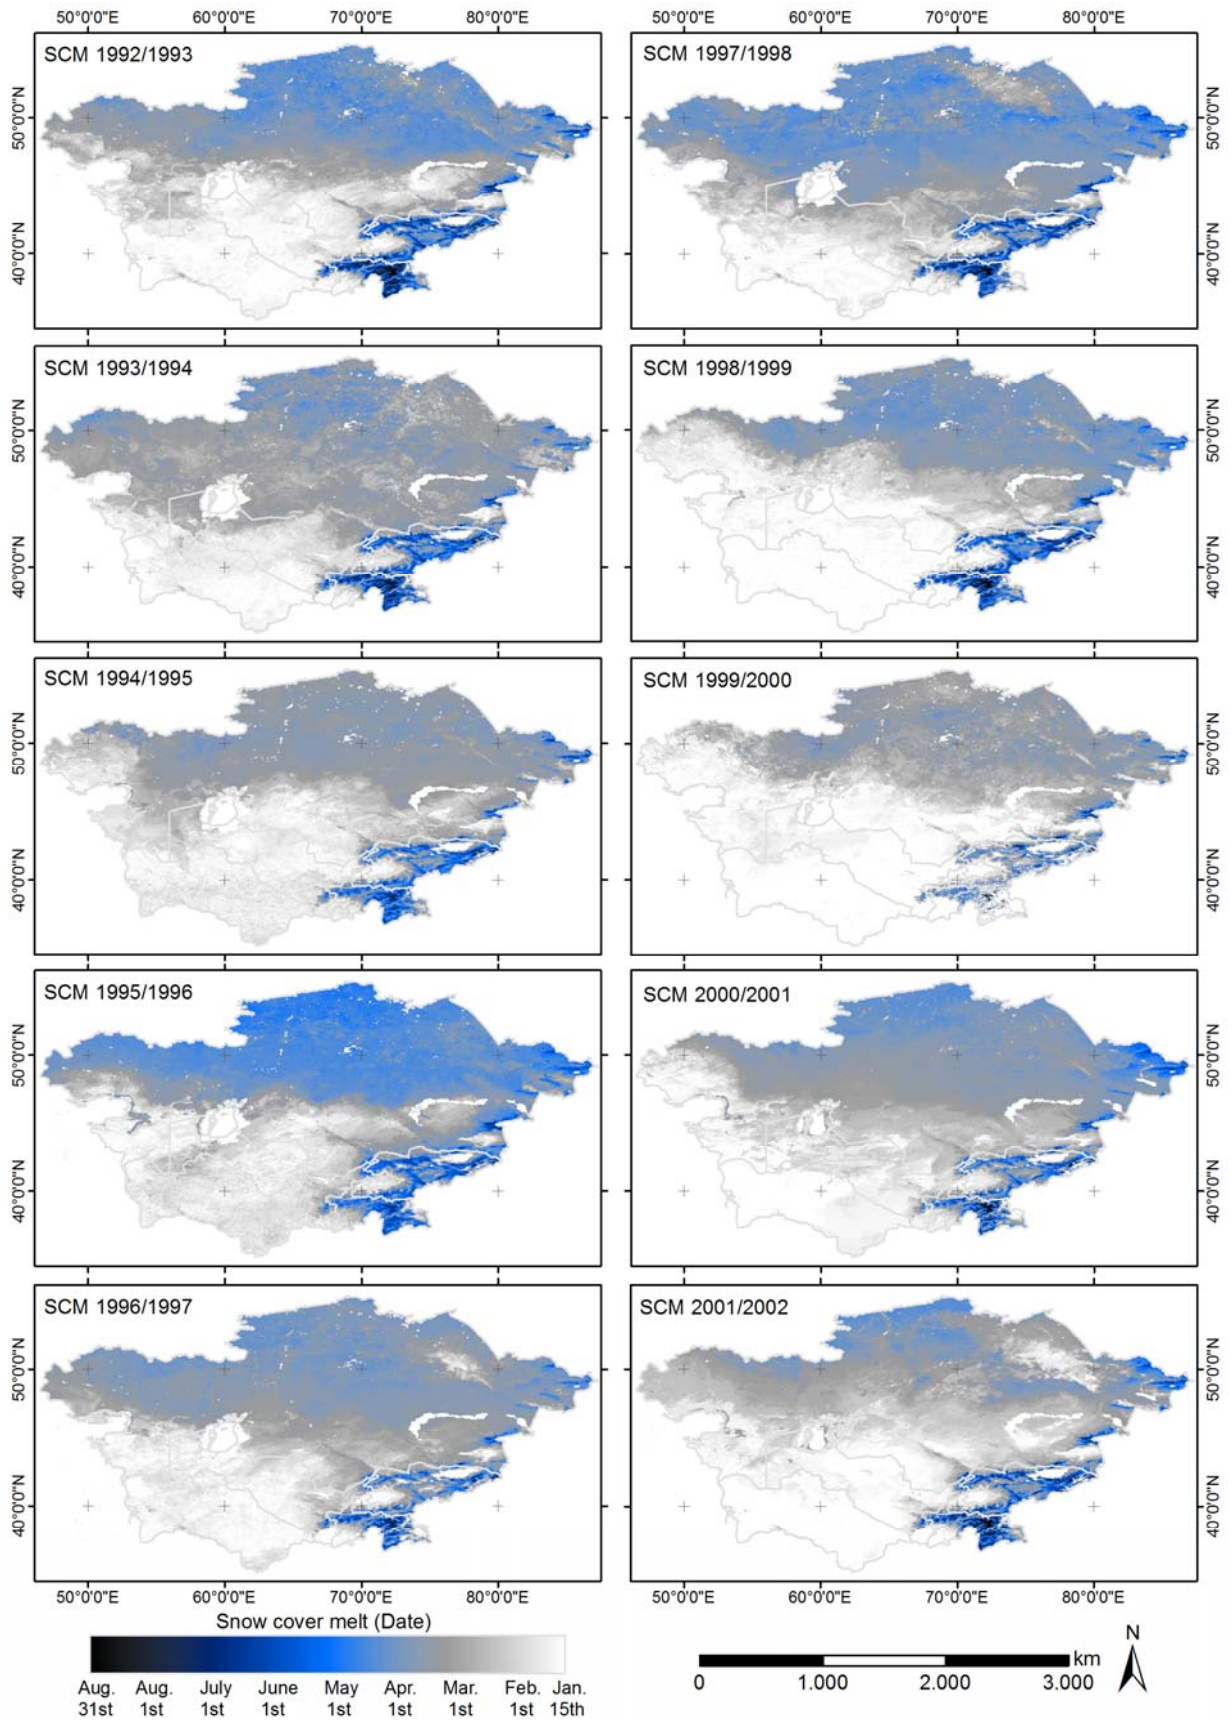 50°0'0"E 60°0'0"E 70°0'0"E 80°0'0"E 50°0'0"E 60°0'0"E 70°0'0"E 80°0'0"E
SCM 1992/1993
SCM 1997/1998
50°0'0"N
50°0'0"N
40°0'0"N
40°0'0"N
SCM 1993/1994
SCM 1998/1999
50°0'0"N
50°0'0"N
40°0'0"N
40°0'0"N
SCM 1994/1995
SCM 1999/2000
50°0'0"N
50°0'0"N
40°0'0"N
40°0'0"N
SCM 1995/1996
SCM 2000/2001
50°0'0"N
50°0'0"N
40°0'0"N
40°0'0"N
SCM 1996/1997
SCM 2001/2002
50°0'0"N
50°0'0"N
40°0'0"N
40°0'0"N
50°0'0"E 60°0'0"E 70°0'0"E 80°0'0"E 50°0'0"E 60°0'0"E 70°0'0"E 80°0'0"E
Snow cover melt (Date)
Aug. Aug. July June May Apr. Mar. Feb. Jan.
31st 1st 1st 1st 1st 1st 1st 1st 15th
N
km
0 1.000 2.000 3.000